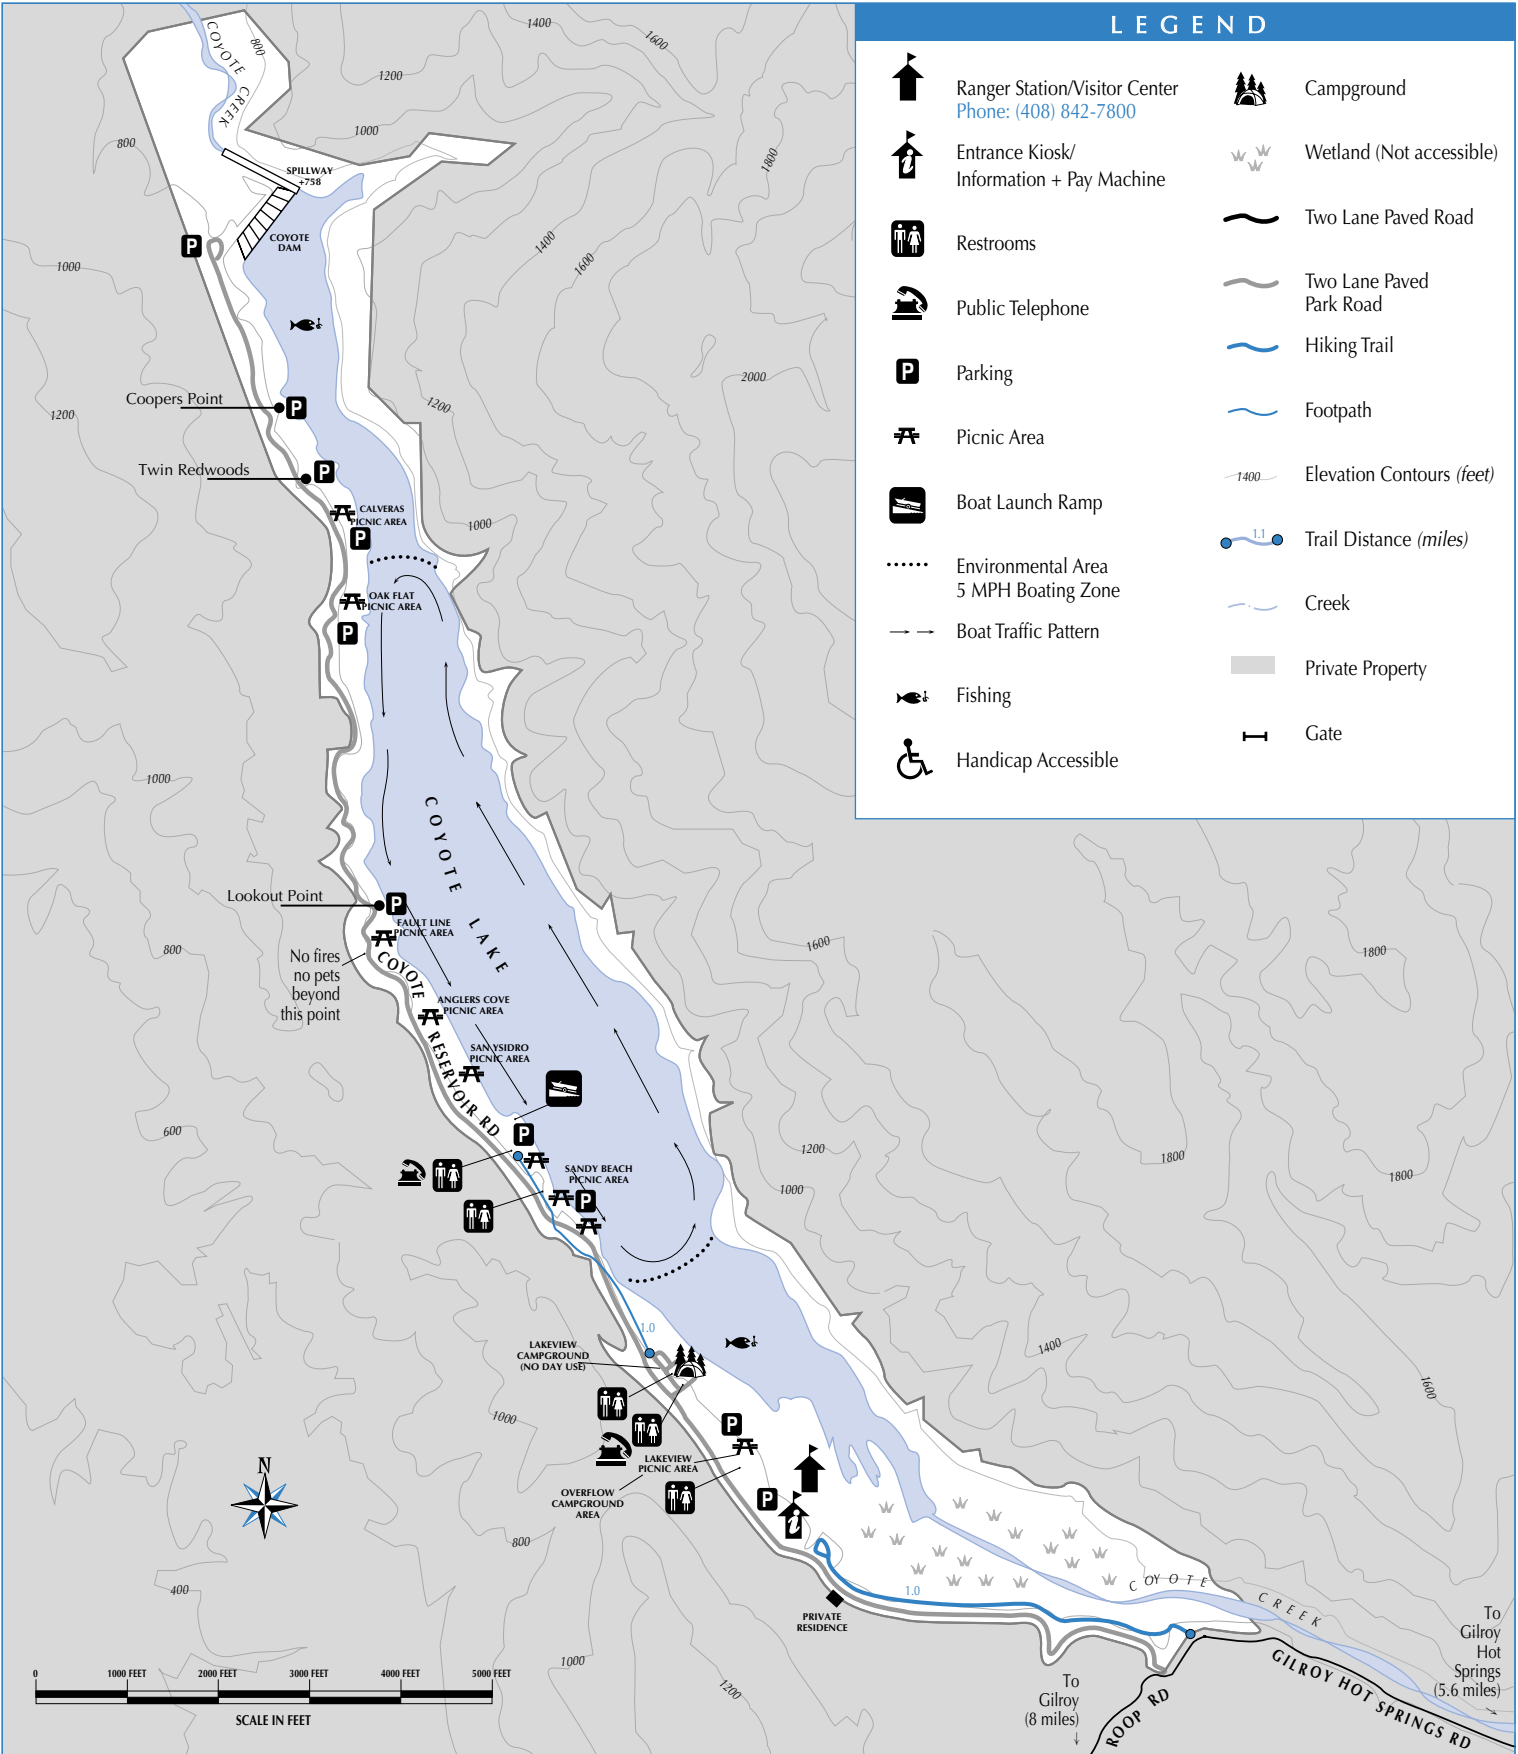 LEGEND
Ranger Station/Visitor Center
Phone: (408) 842-7800
Entrance Kiosk/
Information + Pay Machine
Restrooms
Public Telephone
P
Parking
Picnic Area
Boat Launch Ramp
Environmental Area
5 MPH Boating Zone
Boat Traffic Pattern
Fishing
Handicap Accessible
Campground
Wetland (Not accessible)
Two Lane Paved Road
Two Lane Paved
Park Road
Hiking Trail
Footpath
1400
Elevation Contours (feet)
1.1
Trail Distance (miles)
Creek
Private Property
Gate
COYOTE CREEK
800
1400
1600
1200
1000
800
1800
SPILLWAY
+758
COYOTE
DAM
P
1000
1400
1600
2000
Coopers Point
P
1200
1200
Twin Redwoods
P
CALVERAS
PICNIC AREA
P
1000
OAK FLAT
PICNIC AREA
P
1000
COYOTE LAKE
Lookout Point
P
FAULT LINE
PICNIC AREA
800
1600
1800
No fires
no pets
beyond
this point
COYOTE RESERVOIR RD
ANGLERS COVE
PICNIC AREA
SAN YSIDRO
PICNIC AREA
600
P
1200
1800
1800
1000
SANDY BEACH
PICNIC AREA
P
1.0
LAKEVIEW
CAMPGROUND
(NO DAY USE)
1400
1600
1000
P
LAKEVIEW
PICNIC AREA
OVERFLOW
CAMPGROUND
AREA
P
N
800
400
1.0
COYOTE CREEK
PRIVATE
RESIDENCE
To
Gilroy
Hot
Springs
(5.6 miles)
1000
1200
To
Gilroy
(8 miles)
ROOP RD
GILROY HOT SPRINGS RD
0
1000 FEET
2000 FEET
3000 FEET
4000 FEET
5000 FEET
SCALE IN FEET